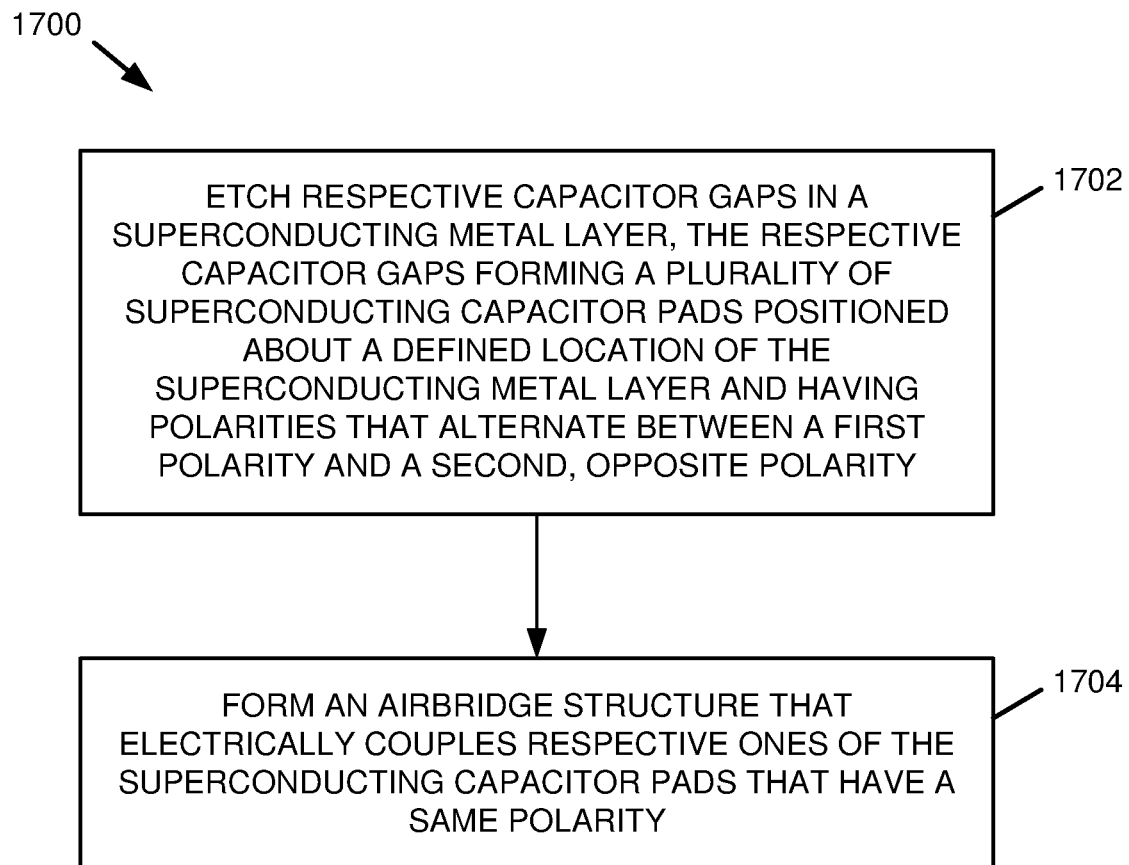 1700
1702
ETCH RESPECTIVE CAPACITOR GAPS IN A
SUPERCONDUCTING METAL LAYER, THE RESPECTIVE
CAPACITOR GAPS FORMING A PLURALITY OF
SUPERCONDUCTING CAPACITOR PADS POSITIONED
ABOUT A DEFINED LOCATION OF THE
SUPERCONDUCTING METAL LAYER AND HAVING
POLARITIES THAT ALTERNATE BETWEEN A FIRST
POLARITY AND A SECOND, OPPOSITE POLARITY
1704
FORM AN AIRBRIDGE STRUCTURE THAT
ELECTRICALLY COUPLES RESPECTIVE ONES OF THE
SUPERCONDUCTING CAPACITOR PADS THAT HAVE A
SAME POLARITY